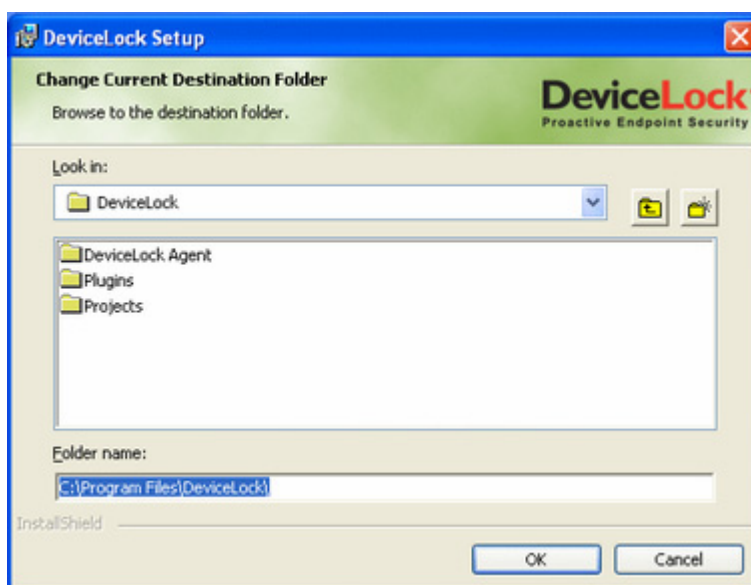 DeviceLock Setup
Change Current Destination Folder
Browse to the destination folder.
DeviceLock
Proactive Endpoint Security
Look in:
DeviceLock
DeviceLock Agent
Plugins
Projects
Folder name:
C:\Program Files\DeviceLock\
InstallShield
OK
Cancel